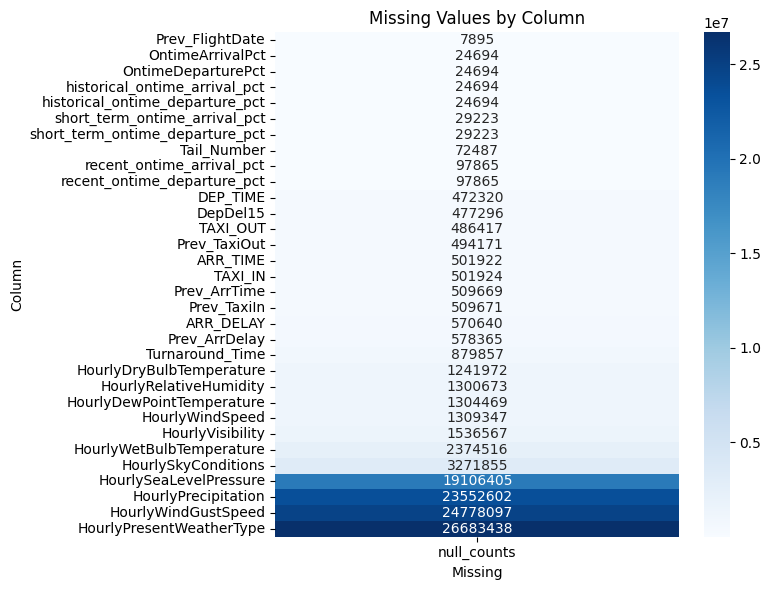 Missing Values by Column
1e7
Prev_FlightDate 7895
OntimeArrivalPct 24694
OntimeDeparturePct 24694
historical_ontime_arrival_pct 24694
historical_ontime_departure_pct 24694
short_term_ontime_arrival_pct 29223
short_term_ontime_departure_pct 29223
Tail_Number 72487
recent_ontime_arrival_pct 97865
recent_ontime_departure_pct 97865
DEP_TIME 472320
DepDel15 477296
TAXI_OUT 486417
Prev_TaxiOut 494171
ARR_TIME 501922
TAXI_IN 501924
Prev_ArrTime 509669
Prev_TaxiIn 509671
ARR_DELAY 570640
Prev_ArrDelay 578365
Turnaround_Time 879857
HourlyDryBulbTemperature 1241972
HourlyRelativeHumidity 1300673
HourlyDewPointTemperature 1304469
HourlyWindSpeed 1309347
HourlyVisibility 1536567
HourlyWetBulbTemperature 2374516
HourlySkyConditions 3271855
HourlySeaLevelPressure 19106405
HourlyPrecipitation 23552602
HourlyWindGustSpeed 24778097
HourlyPresentWeatherType 26683438
Column
null_counts
Missing
2.5
2.0
1.5
1.0
0.5